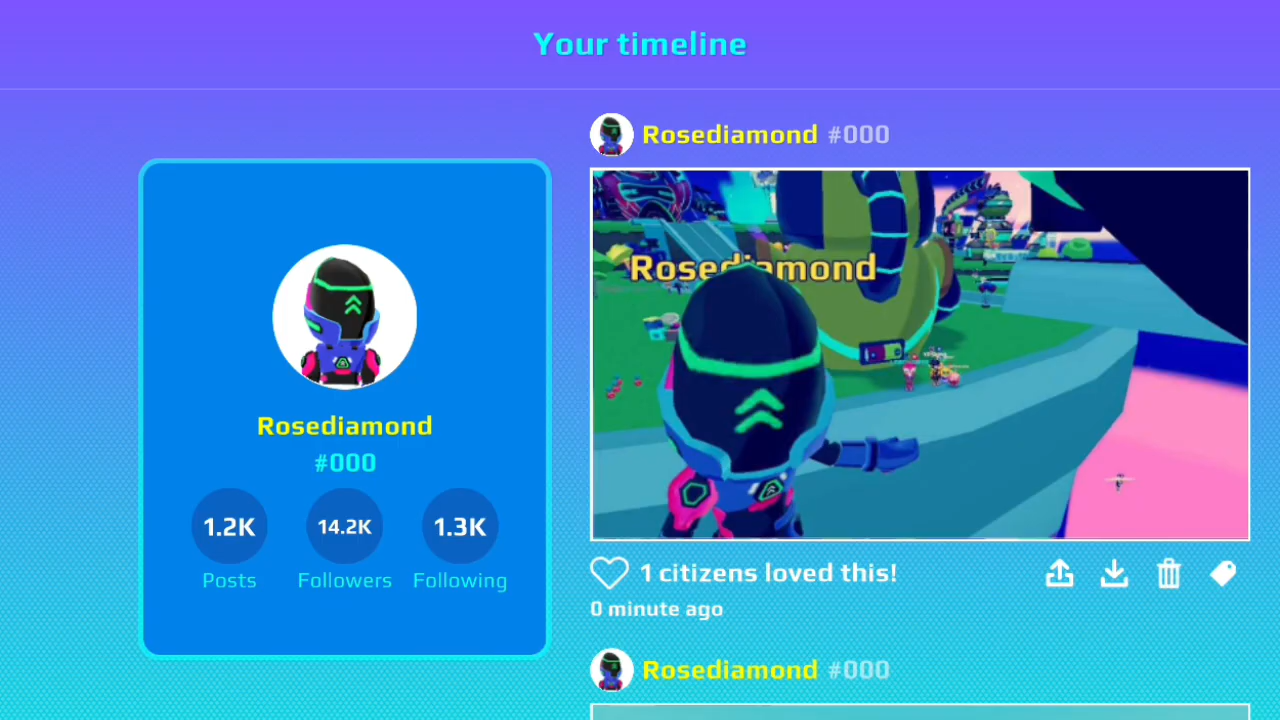 Your timeline
Rosediamond
#000
1.2K
14.2K
1.3K
Posts
Followers
Following
Rosediamond #000
Rosediamond
1 citizens loved this!
0 minute ago
Rosediamond #000